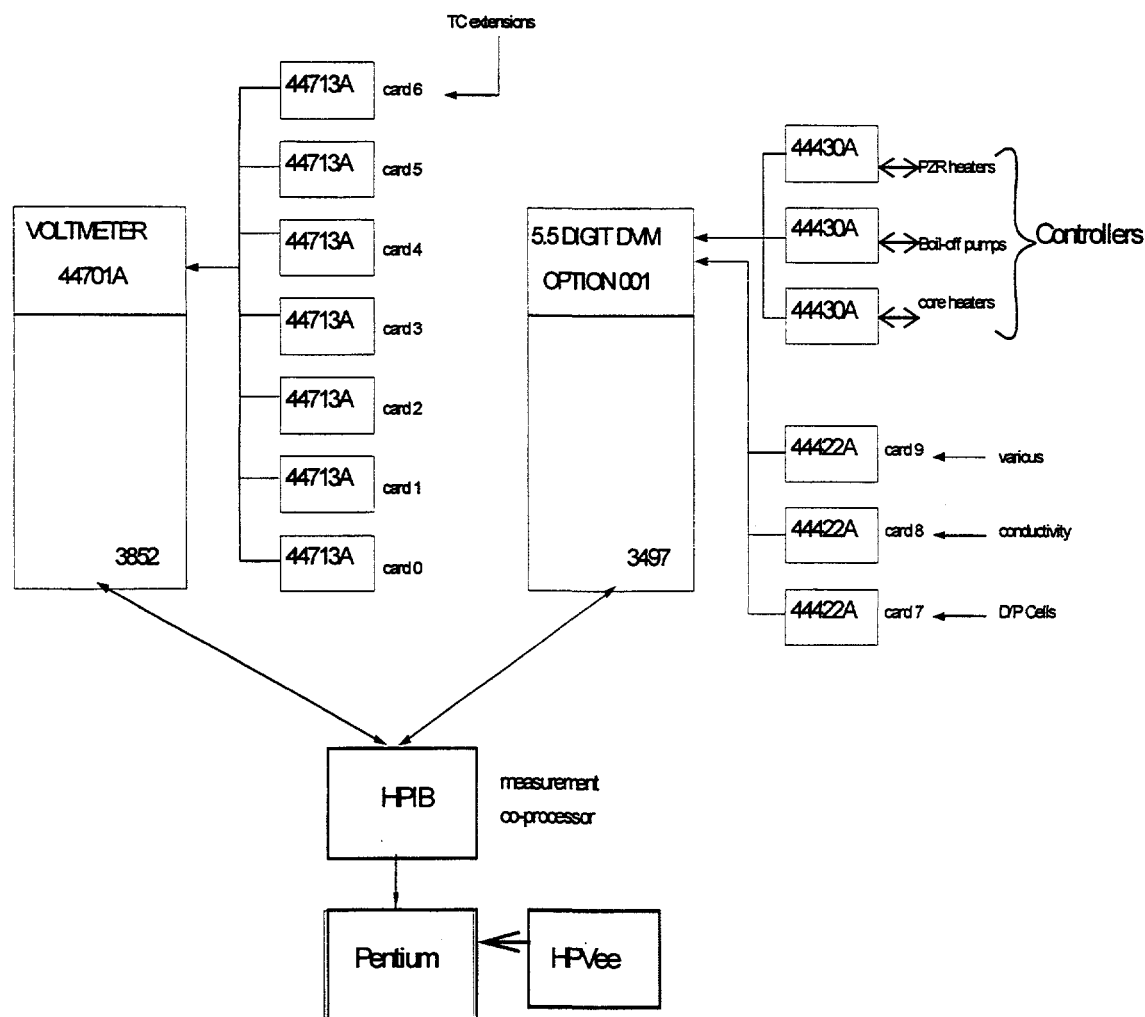 TC extensions
44713A card 6
44713A card 5
44713A card 4
44713A card 3
44713A card 2
44713A card 1
44713A card 0
VOLTMETER
44701A
3852
5.5 DIGIT DVM
OPTION 001
3497
44430A PZR heaters
44430A Boil-off pumps
44430A core heaters
Controllers
44422A card 9 various
44422A card 8 conductivity
44422A card 7 D/P Cells
HPIB
measurement
co-processor
Pentium
HPVee